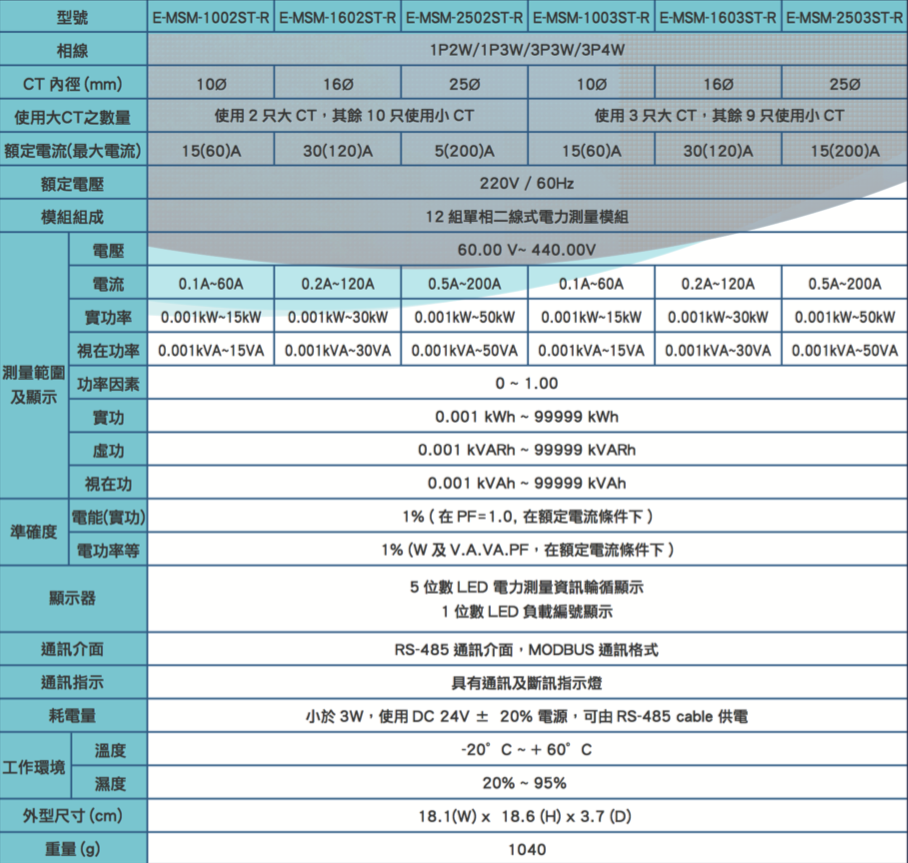 型號 E-MSM-1002ST-R E-MSM-1602ST-R E-MSM-2502ST-R E-MSM-1003ST-R E-MSM-1603ST-R E-MSM-2503ST-R
相線 1P2W/1P3W/3P3W/3P4W
CT 內徑(mm) 10Ø 16Ø 25Ø 10Ø 16Ø 25Ø
使用大CT之數量 使用 2 只大 CT，其餘 10 只使用小 CT 使用 3 只大 CT，其餘 9 只使用小 CT
額定電流(最大電流) 15(60)A 30(120)A 5(200)A 15(60)A 30(120)A 15(200)A
額定電壓 220V / 60Hz
模組組成 12 組單相二線式電力測量模組
測量範圍
及顯示
電壓 60.00 V~ 440.00V
電流 0.1A~60A 0.2A~120A 0.5A~200A 0.1A~60A 0.2A~120A 0.5A~200A
實功率 0.001kW~15kW 0.001kW~30kW 0.001kW~50kW 0.001kW~15kW 0.001kW~30kW 0.001kW~50kW
視在功率 0.001kVA~15VA 0.001kVA~30VA 0.001kVA~50VA 0.001kVA~15VA 0.001kVA~30VA 0.001kVA~50VA
功率因素 0 ~ 1.00
實功 0.001 kWh ~ 99999 kWh
虛功 0.001 kVARh ~ 99999 kVARh
視在功 0.001 kVAh ~ 99999 kVAh
準確度
電能(實功) 1% ( 在 PF=1.0, 在額定電流條件下 )
電功率等 1% (W 及 V.A.VA.PF，在額定電流條件下 )
顯示器
5 位數 LED 電力測量資訊輪循顯示
1 位數 LED 負載編號顯示
通訊介面 RS-485 通訊介面，MODBUS 通訊格式
通訊指示 具有通訊及斷訊指示燈
耗電量 小於 3W，使用 DC 24V ± 20% 電源，可由 RS-485 cable 供電
工作環境
溫度 -20° C ~ + 60° C
濕度 20% ~ 95%
外型尺寸(cm) 18.1(W) x 18.6 (H) x 3.7 (D)
重量(g) 1040